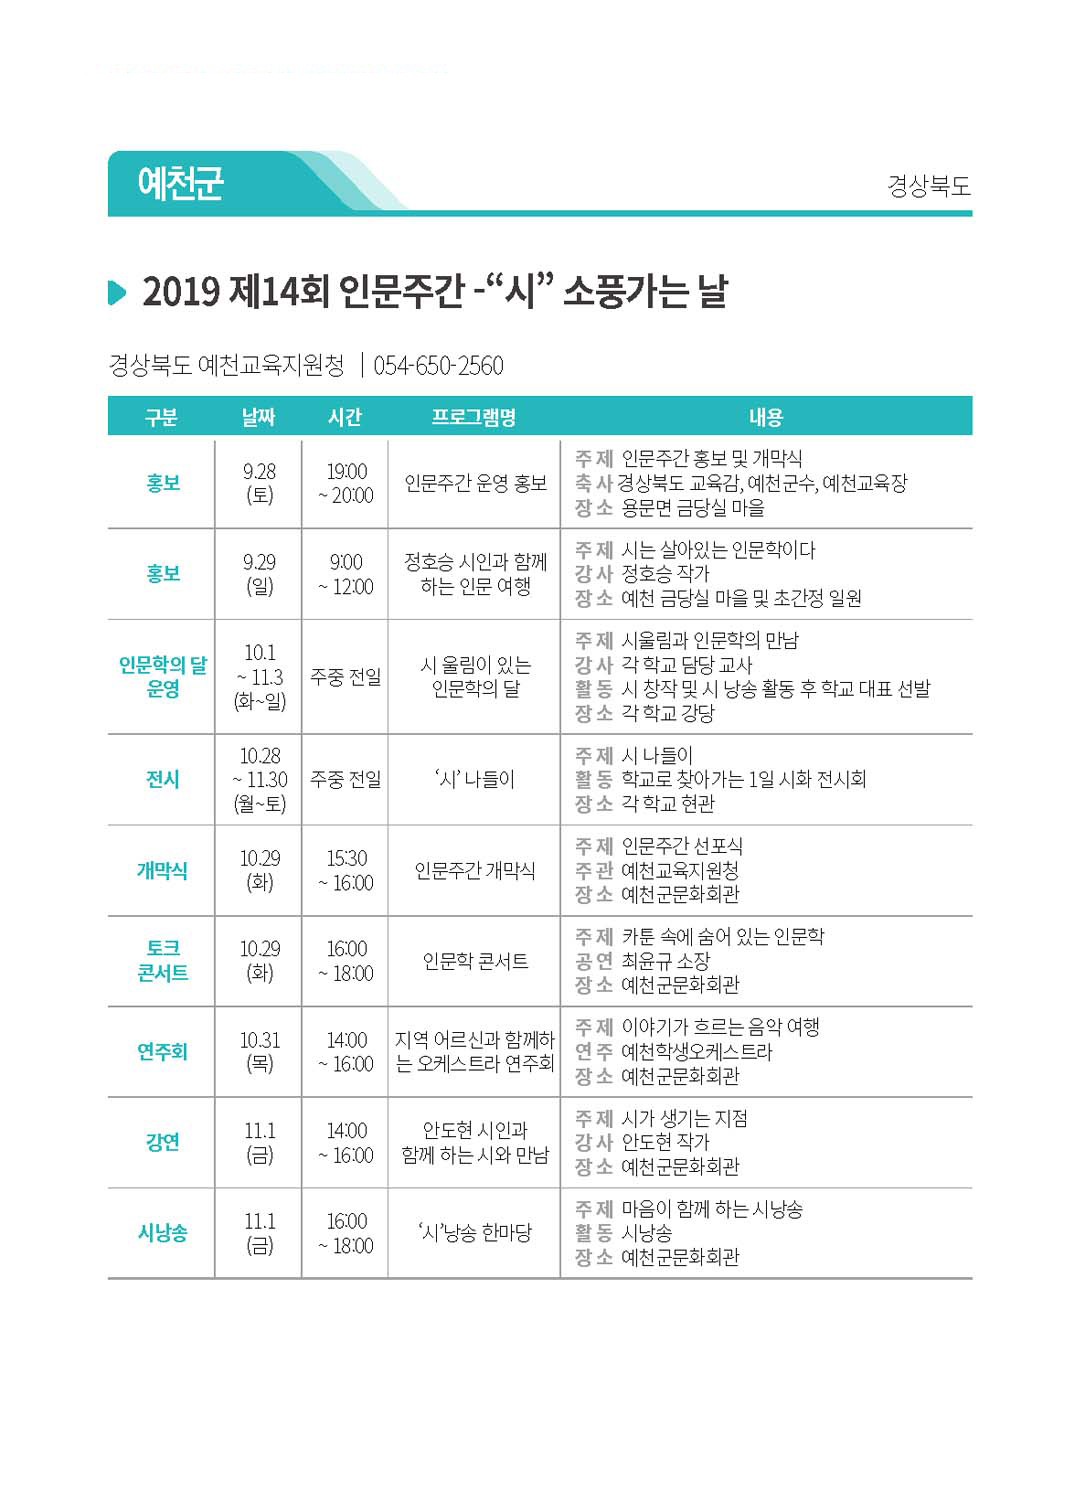 예천군
경상북도
2019 제14회 인문주간 -“시” 소풍가는 날
경상북도 예천교육지원청 | 054-650-2560
구분 날짜 시간 프로그램명 내용
홍보
9.28
(토)
19:00
~ 20:00
인문주간 운영 홍보
주 제 인문주간 홍보 및 개막식
축 사 경상북도 교육감, 예천군수, 예천교육장
장 소 용문면 금당실 마을
홍보
9.29
(일)
9:00
~ 12:00
정호승 시인과 함께
하는 인문 여행
주 제 시는 살아있는 인문학이다
강 사 정호승 작가
장 소 예천 금당실 마을 및 초간정 일원
인문학의 달
운영
10.1
~ 11.3
(화~일)
주중 전일
시 울림이 있는
인문학의 달
주 제 시울림과 인문학의 만남
강 사 각 학교 담당 교사
활 동 시 창작 및 시 낭송 활동 후 학교 대표 선발
장 소 각 학교 강당
전시
10.28
~ 11.30
(월~토)
주중 전일
‘시’ 나들이
주 제 시 나들이
활 동 학교로 찾아가는 1일 시화 전시회
장 소 각 학교 현관
개막식
10.29
(화)
15:30
~ 16:00
인문주간 개막식
주 제 인문주간 선포식
주 관 예천교육지원청
장 소 예천군문화회관
토크
콘서트
10.29
(화)
16:00
~ 18:00
인문학 콘서트
주 제 카툰 속에 숨어 있는 인문학
공 연 최윤규 소장
장 소 예천군문화회관
연주회
10.31
(목)
14:00
~ 16:00
지역 어르신과 함께하
는 오케스트라 연주회
주 제 이야기가 흐르는 음악 여행
연 주 예천학생오케스트라
장 소 예천군문화회관
강연
11.1
(금)
14:00
~ 16:00
안도현 시인과
함께 하는 시와 만남
주 제 시가 생기는 지점
강 사 안도현 작가
장 소 예천군문화회관
시낭송
11.1
(금)
16:00
~ 18:00
‘시’낭송 한마당
주 제 마음이 함께 하는 시낭송
활 동 시낭송
장 소 예천군문화회관